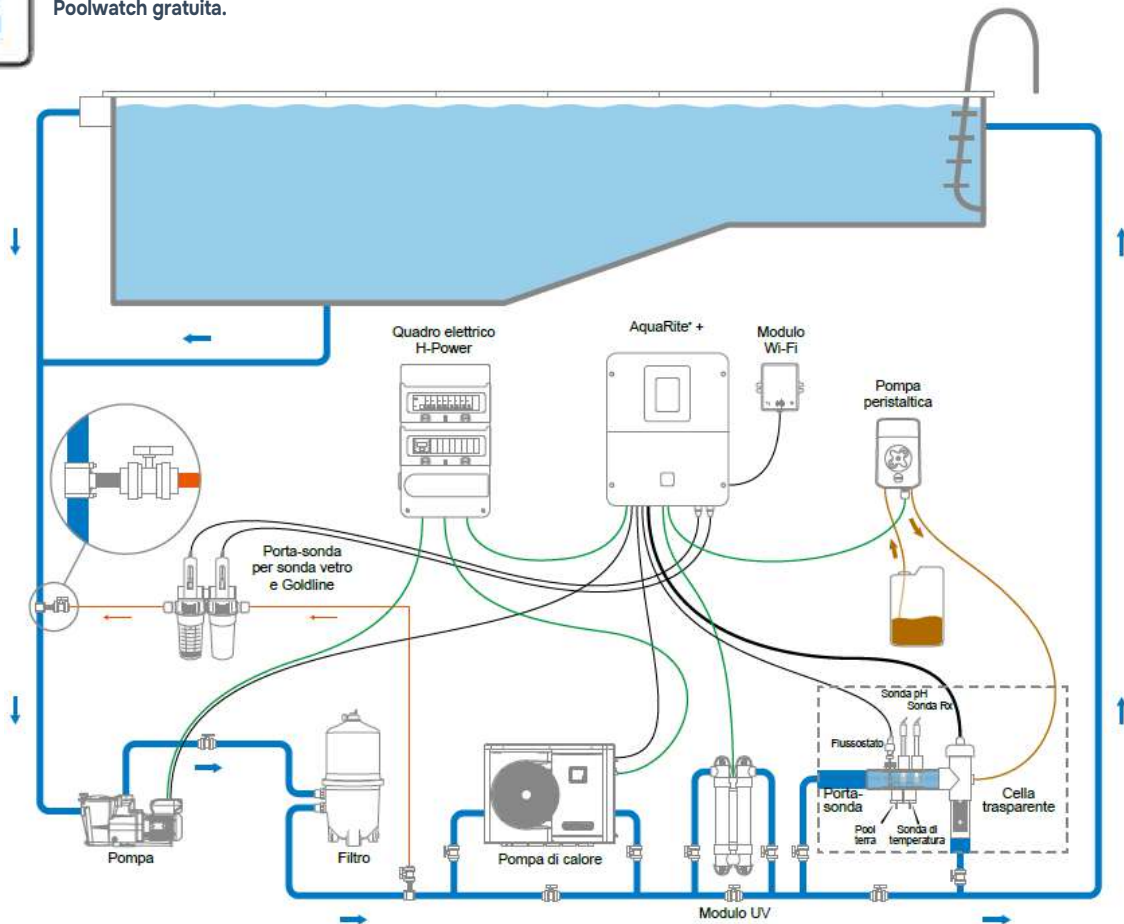 Poolwatch gratuita.
Quadro elettrico
H-Power
AquaRite® +
Modulo
Wi-Fi
Pompa
peristaltica
Porta-sonda
per sonda vetro
e Goldline
Sonda pH
Sonda Rx
Flussostato
Porta-
sonda
Cella
trasparente
Pool
terra
Sonda di
temperatura
Pompa
Filtro
Pompa di calore
Modulo UV